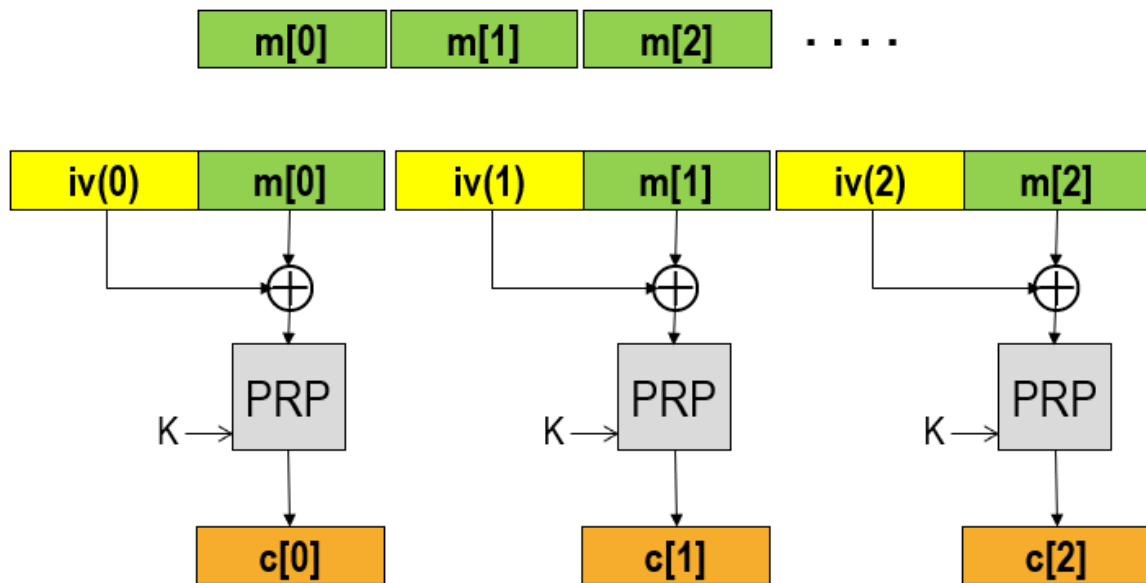 m[0] m[1] m[2] . . . .
iv(0) m[0] iv(1) m[1] iv(2) m[2]
PRP PRP PRP
K K K
c[0] c[1] c[2]